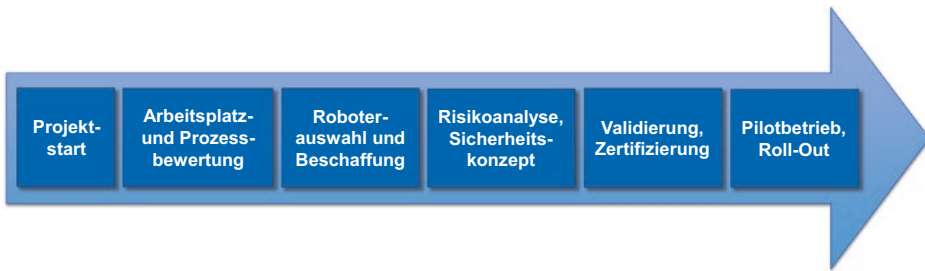 Projekt-
start
Arbeitsplatz-
und Prozess-
bewertung
Roboter-
auswahl und
Beschaffung
Risikoanalyse,
Sicherheits-
konzept
Validierung,
Zertifizierung
Pilotbetrieb,
Roll-Out